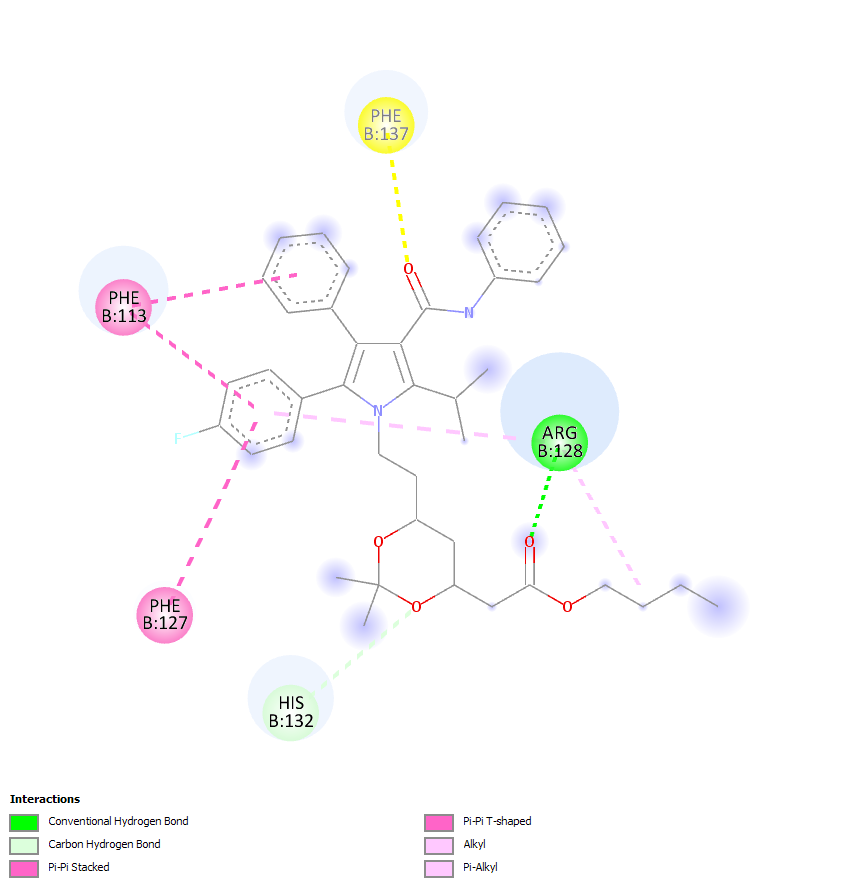 PHE
B:137
O
N
PHE
B:113
N
F
ARG
B:128
O
O
O
O
PHE
B:127
HIS
B:132
Interactions
Conventional Hydrogen Bond
Carbon Hydrogen Bond
Pi-Pi Stacked
Pi-Pi T-shaped
Alkyl
Pi-Alkyl